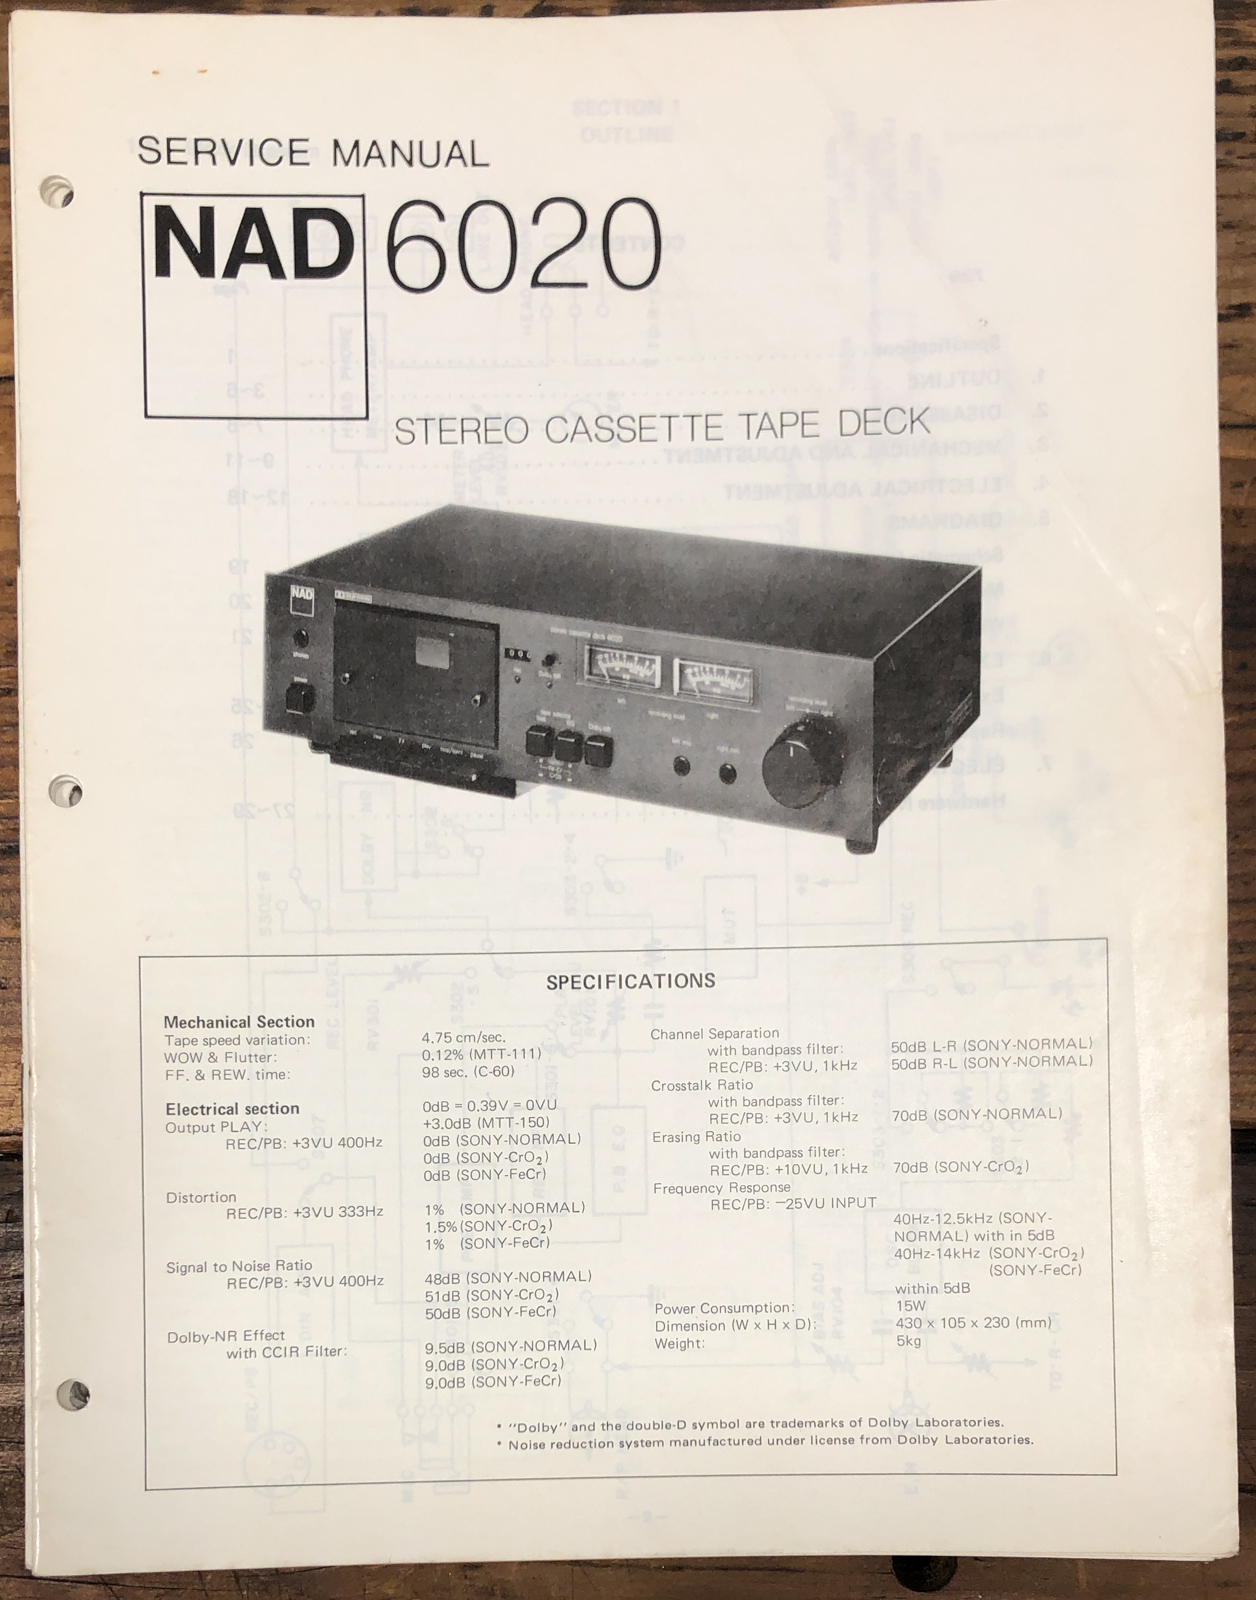 SERVICE MANUAL
NAD 6020
STEREO CASSETTE TAPE DECK
NAD
SPECIFICATIONS
Mechanical Section
Tape speed variation: 4.75 cm/sec.
WOW & Flutter: 0.12% (MTT-111)
FF. & REW. time: 98 sec. (C-60)
Electrical section 0dB = 0.39V = 0VU
Output PLAY: +3.0dB (MTT-150)
REC/PB: +3VU 400Hz 0dB (SONY-NORMAL)
0dB (SONY-CrO2)
0dB (SONY-FeCr)
Distortion
REC/PB: +3VU 333Hz 1% (SONY-NORMAL)
1.5% (SONY-CrO2)
1% (SONY-FeCr)
Signal to Noise Ratio
REC/PB: +3VU 400Hz 48dB (SONY-NORMAL)
51dB (SONY-CrO2)
50dB (SONY-FeCr)
Dolby-NR Effect
with CCIR Filter: 9.5dB (SONY-NORMAL)
9.0dB (SONY-CrO2)
9.0dB (SONY-FeCr)
Channel Separation
with bandpass filter: 50dB L-R (SONY-NORMAL)
REC/PB: +3VU, 1kHz 50dB R-L (SONY-NORMAL)
Crosstalk Ratio
with bandpass filter:
REC/PB: +3VU, 1kHz 70dB (SONY-NORMAL)
Erasing Ratio
with bandpass filter:
REC/PB: +10VU, 1kHz 70dB (SONY-CrO2)
Frequency Response
REC/PB: −25VU INPUT
40Hz-12.5kHz (SONY-
NORMAL) with in 5dB
40Hz-14kHz (SONY-CrO2)
(SONY-FeCr)
within 5dB
Power Consumption: 15W
Dimension (W x H x D): 430 x 105 x 230 (mm)
Weight: 5kg
* "Dolby" and the double-D symbol are trademarks of Dolby Laboratories.
* Noise reduction system manufactured under license from Dolby Laboratories.